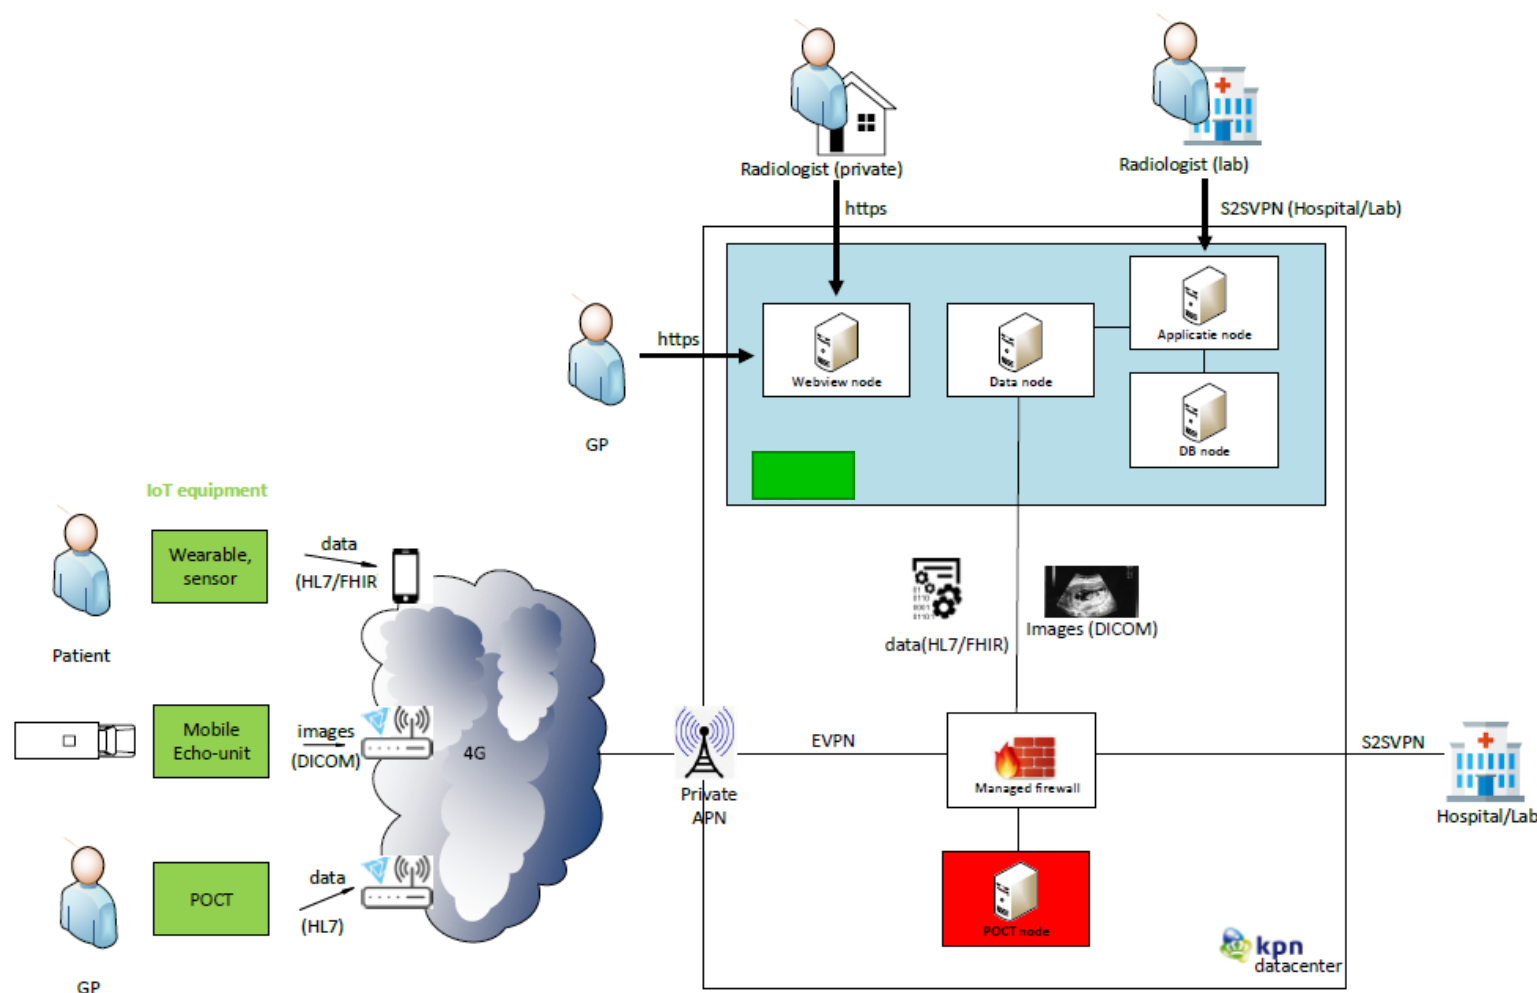 Radiologist (private)
Radiologist (lab)
https
S2SVPN (Hospital/Lab)
https
GP
Webview node
Data node
Applicatie node
DB node
IoT equipment
Patient
Wearable,
sensor
data
(HL7/FHIR
data(HL7/FHIR)
Images (DICOM)
Mobile
Echo-unit
images
(DICOM)
4G
Private
APN
EVPN
Managed firewall
S2SVPN
Hospital/Lab
GP
POCT
data
(HL7)
POCT node
kpn
datacenter